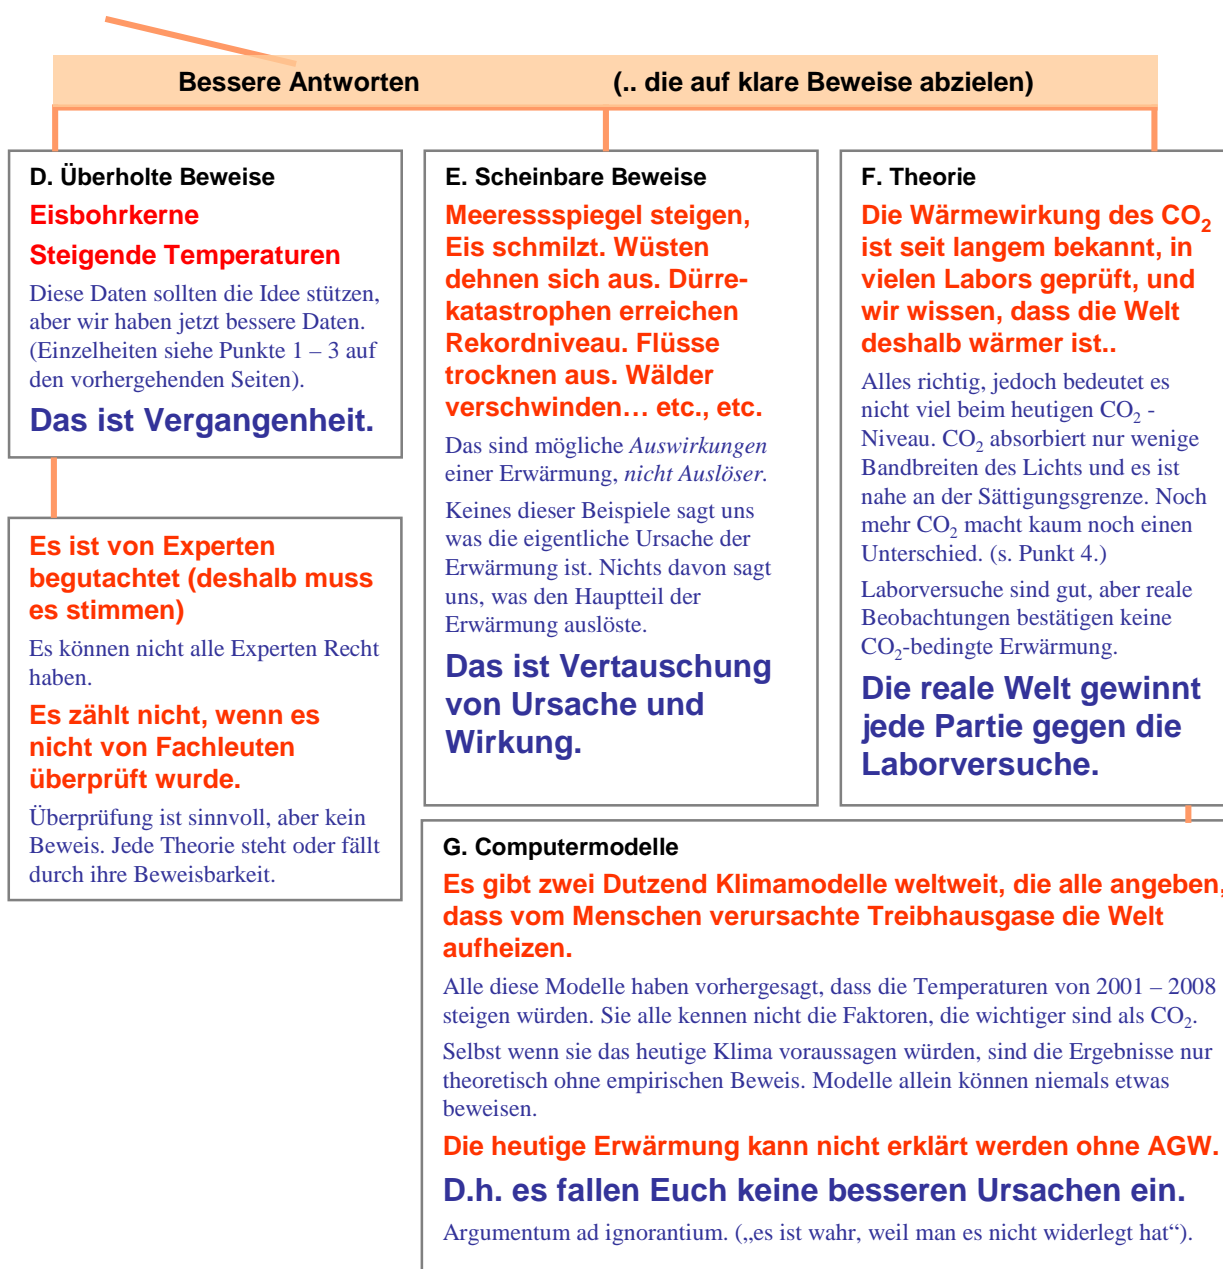 Bessere Antworten (.. die auf klare Beweise abzielen)
D. Überholte Beweise
Eisbohrkerne
Steigende Temperaturen
Diese Daten sollten die Idee stützen,
aber wir haben jetzt bessere Daten.
(Einzelheiten siehe Punkte 1 – 3 auf
den vorhergehenden Seiten).
Das ist Vergangenheit.
Es ist von Experten
begutachtet (deshalb muss
es stimmen)
Es können nicht alle Experten Recht
haben.
Es zählt nicht, wenn es
nicht von Fachleuten
überprüft wurde.
Überprüfung ist sinnvoll, aber kein
Beweis. Jede Theorie steht oder fällt
durch ihre Beweisbarkeit.
E. Scheinbare Beweise
Meeressspiegel steigen,
Eis schmilzt. Wüsten
dehnen sich aus. Dürre-
katastrophen erreichen
Rekordniveau. Flüsse
trocknen aus. Wälder
verschwinden… etc., etc.
Das sind mögliche Auswirkungen
einer Erwärmung, nicht Auslöser.
Keines dieser Beispiele sagt uns
was die eigentliche Ursache der
Erwärmung ist. Nichts davon sagt
uns, was den Hauptteil der
Erwärmung auslöste.
Das ist Vertauschung
von Ursache und
Wirkung.
F. Theorie
Die Wärmewirkung des CO₂
ist seit langem bekannt, in
vielen Labors geprüft, und
wir wissen, dass die Welt
deshalb wärmer ist..
Alles richtig, jedoch bedeutet es
nicht viel beim heutigen CO₂ -
Niveau. CO₂ absorbiert nur wenige
Bandbreiten des Lichts und es ist
nahe an der Sättigungsgrenze. Noch
mehr CO₂ macht kaum noch einen
Unterschied. (s. Punkt 4.)
Laborversuche sind gut, aber reale
Beobachtungen bestätigen keine
CO₂-bedingte Erwärmung.
Die reale Welt gewinnt
jede Partie gegen die
Laborversuche.
G. Computermodelle
Es gibt zwei Dutzend Klimamodelle weltweit, die alle angeben,
dass vom Menschen verursachte Treibhausgase die Welt
aufheizen.
Alle diese Modelle haben vorhergesagt, dass die Temperaturen von 2001 – 2008
steigen würden. Sie alle kennen nicht die Faktoren, die wichtiger sind als CO₂.
Selbst wenn sie das heutige Klima voraussagen würden, sind die Ergebnisse nur
theoretisch ohne empirischen Beweis. Modelle allein können niemals etwas
beweisen.
Die heutige Erwärmung kann nicht erklärt werden ohne AGW.
D.h. es fallen Euch keine besseren Ursachen ein.
Argumentum ad ignorantium. („es ist wahr, weil man es nicht widerlegt hat“).